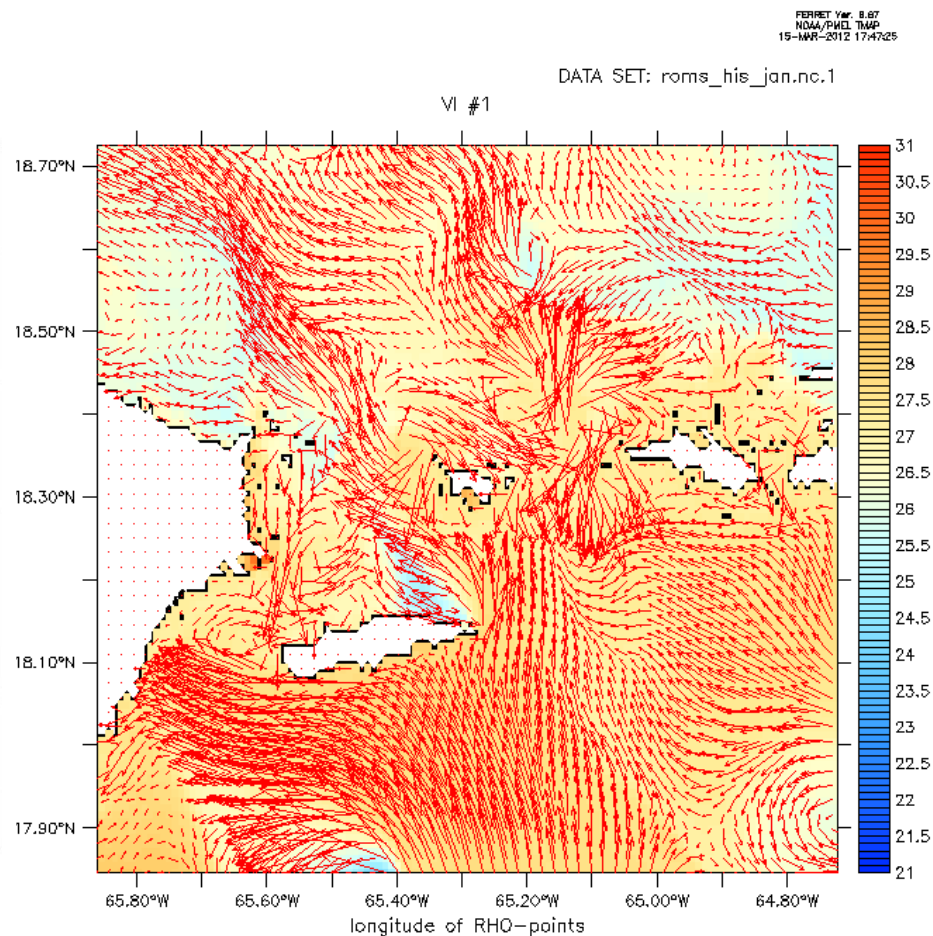 FERRET Ver. 6.67
NOAA/PMEL TMAP
15-MAR-2012 17:47:25
DATA SET: roms_his_jan.nc.1
VI #1
18.70°N
18.50°N
18.30°N
18.10°N
17.90°N
31
30.5
30
29.5
29
28.5
28
27.5
27
26.5
26
25.5
25
24.5
24
23.5
23
22.5
22
21.5
21
65.80°W 65.60°W 65.40°W 65.20°W 65.00°W 64.80°W
longitude of RHO-points